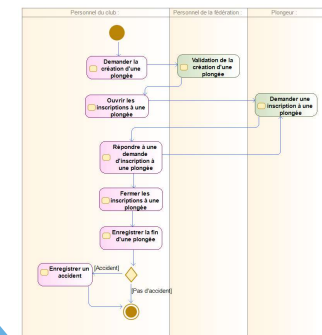 Personnel du club :
Personnel de la fédération :
Plongeur :
Demander la
création d'une
plongée
Validation de la
création d'une
plongée
Ouvrir les
inscriptions à une
plongée
Demander une
inscription à une
plongée
Répondre à une
demande
d'inscription à
une plongée
Fermer les
inscriptions à une
plongée
Enregistrer la fin
d'une plongée
Enregistrer un
accident
[Accident]
[Pas d'accident]